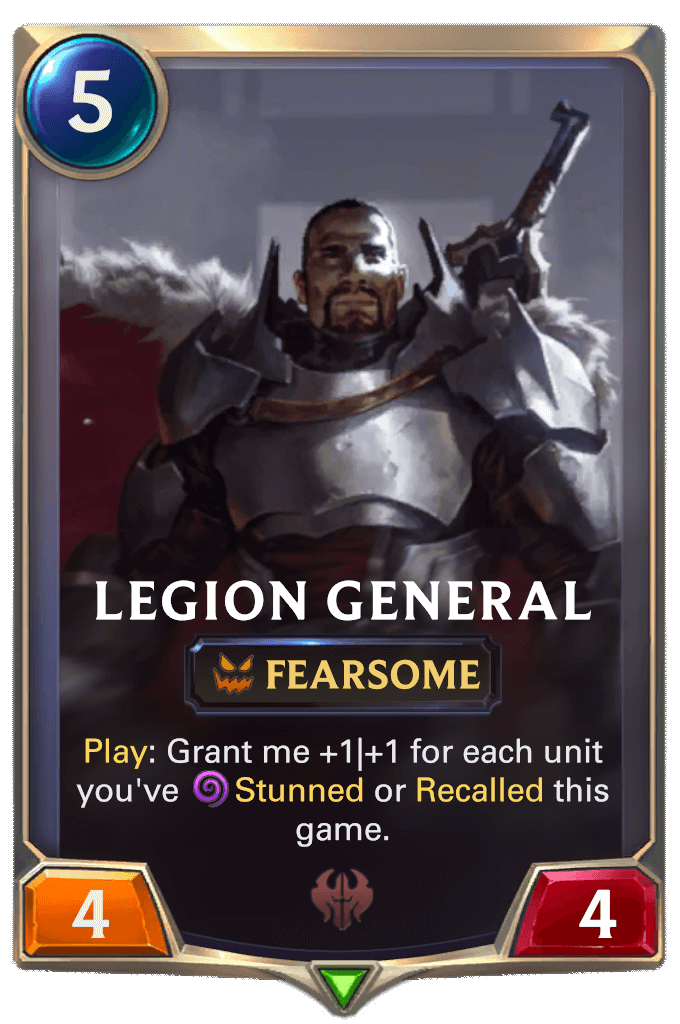 5
LEGION GENERAL
FEARSOME
Play: Grant me +1|+1 for each unit
you've Stunned or Recalled this
game.
4
4